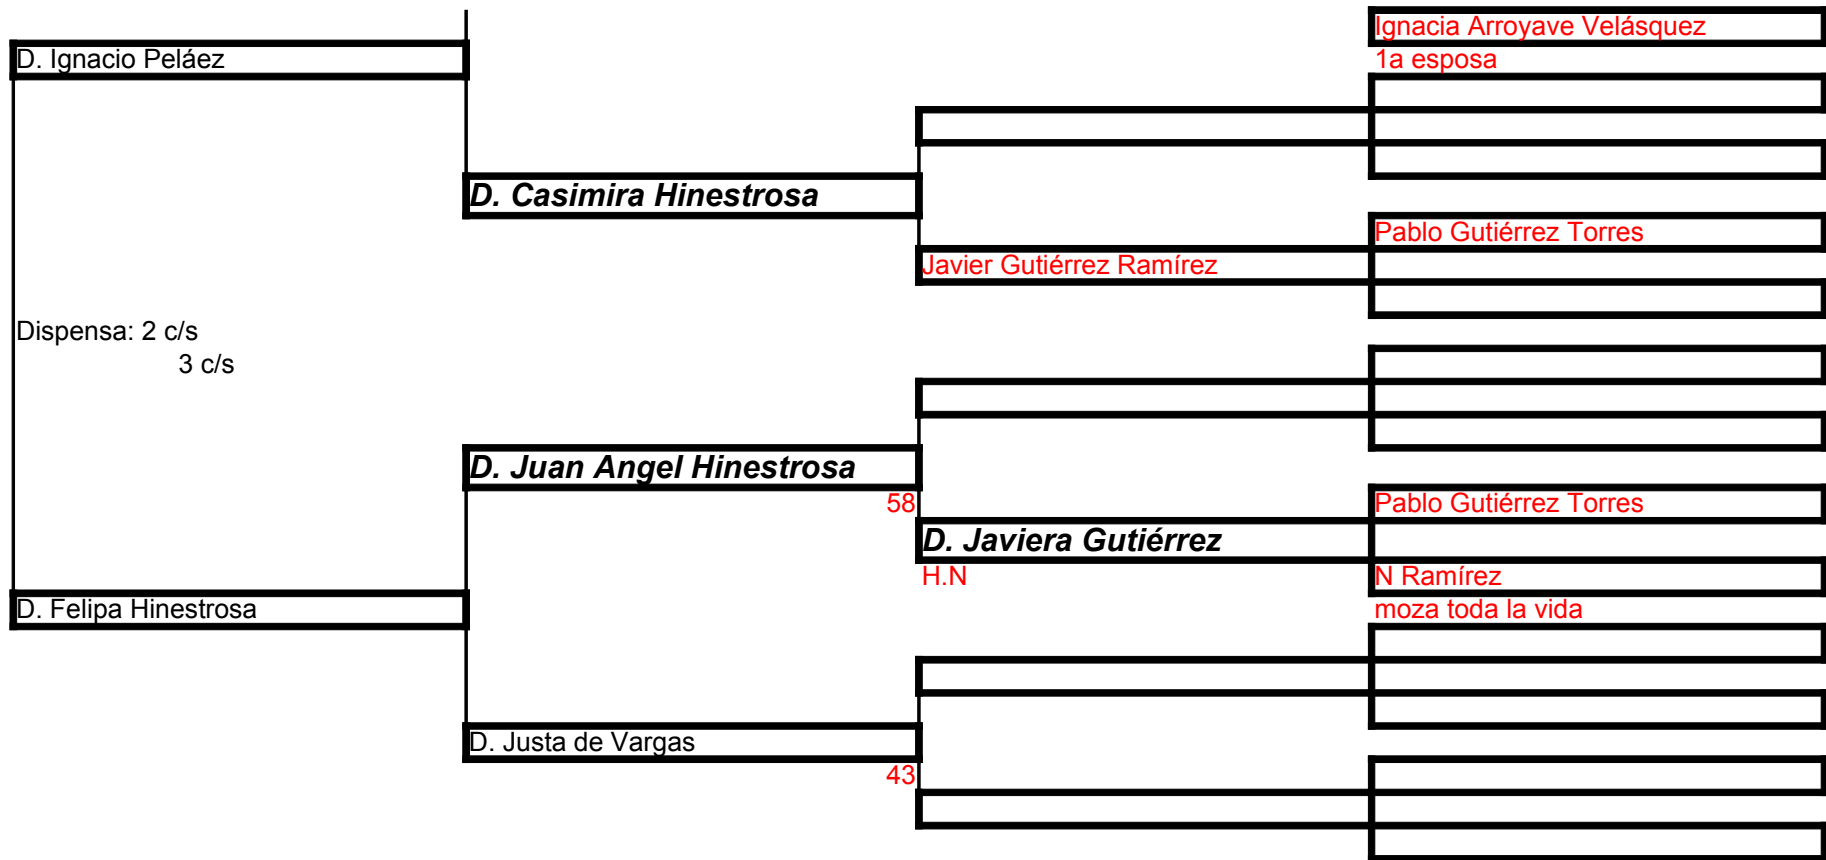 Ignacia Arroyave Velásquez
D. Ignacio Peláez
1a esposa
D. Casimira Hinestrosa
Pablo Gutiérrez Torres
Javier Gutiérrez Ramírez
Dispensa: 2 c/s
3 c/s
D. Juan Angel Hinestrosa
58
Pablo Gutiérrez Torres
D. Javiera Gutiérrez
H.N
N Ramírez
D. Felipa Hinestrosa
moza toda la vida
D. Justa de Vargas
43